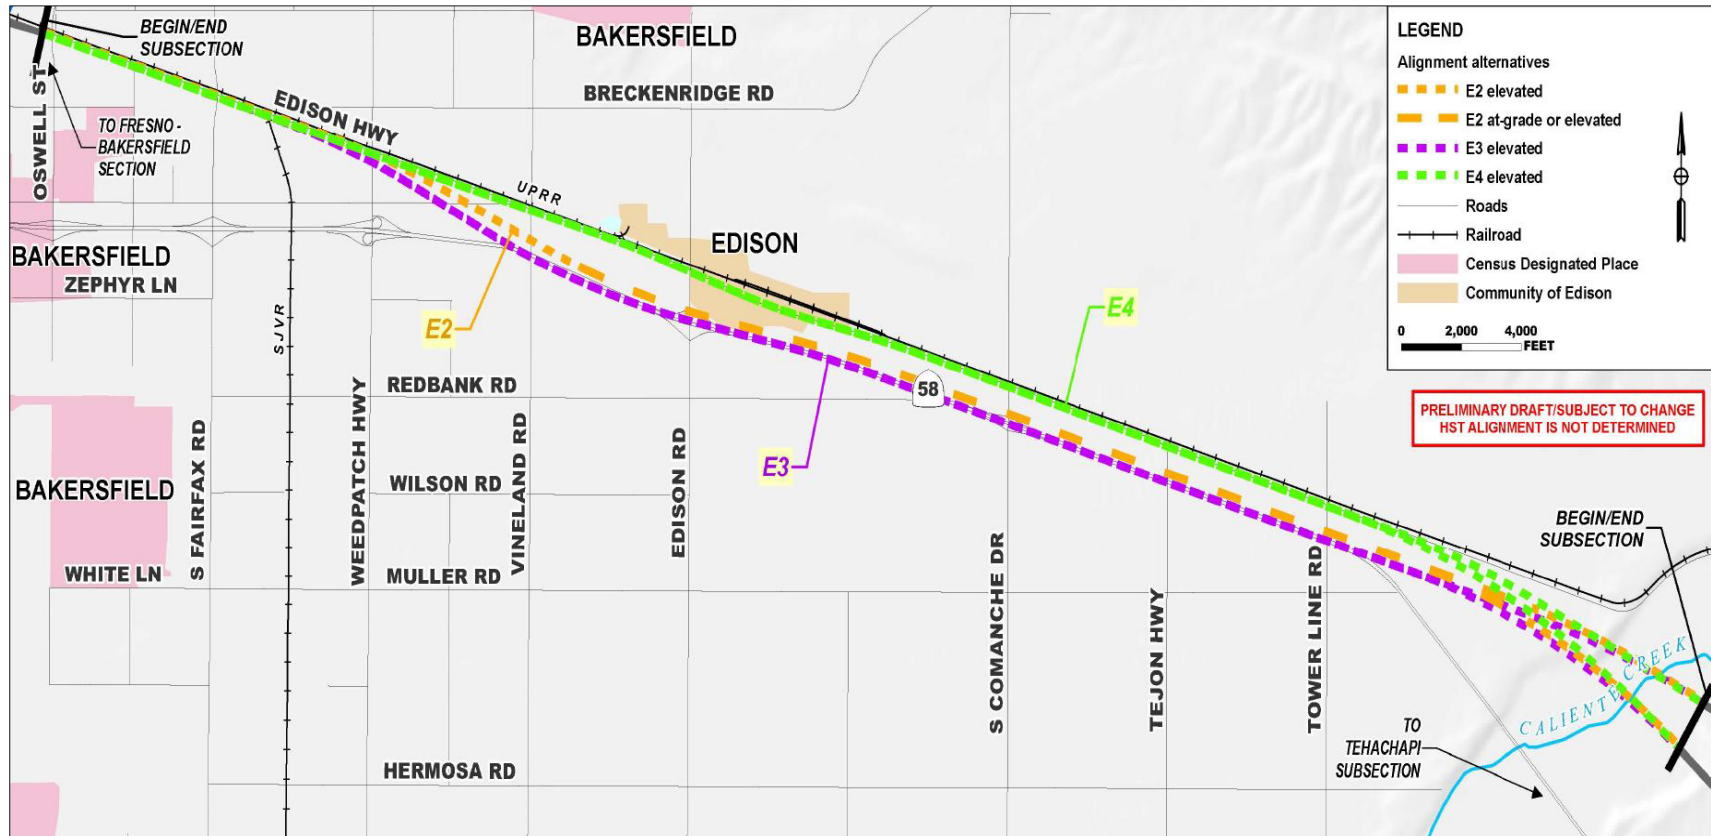 BEGIN/END
SUBSECTION
BAKERSFIELD
BRECKENRIDGE RD
EDISON HWY
OSWELL ST
TO FRESNO -
BAKERSFIELD
SECTION
UPRR
EDISON
BAKERSFIELD
ZEPHYR LN
SJVR
E2
E4
E3
58
REDBANK RD
WILSON RD
BAKERSFIELD
WHITE LN
MULLER RD
HERMOSA RD
S FAIRFAX RD
WEEDPATCH HWY
VINELAND RD
EDISON RD
S COMANCHE DR
TEJON HWY
TOWER LINE RD
BEGIN/END
SUBSECTION
CALIENTE CREEK
TO
TEHACHAPI
SUBSECTION
LEGEND
Alignment alternatives
E2 elevated
E2 at-grade or elevated
E3 elevated
E4 elevated
Roads
Railroad
Census Designated Place
Community of Edison
0 2,000 4,000
FEET
PRELIMINARY DRAFT/SUBJECT TO CHANGE
HST ALIGNMENT IS NOT DETERMINED